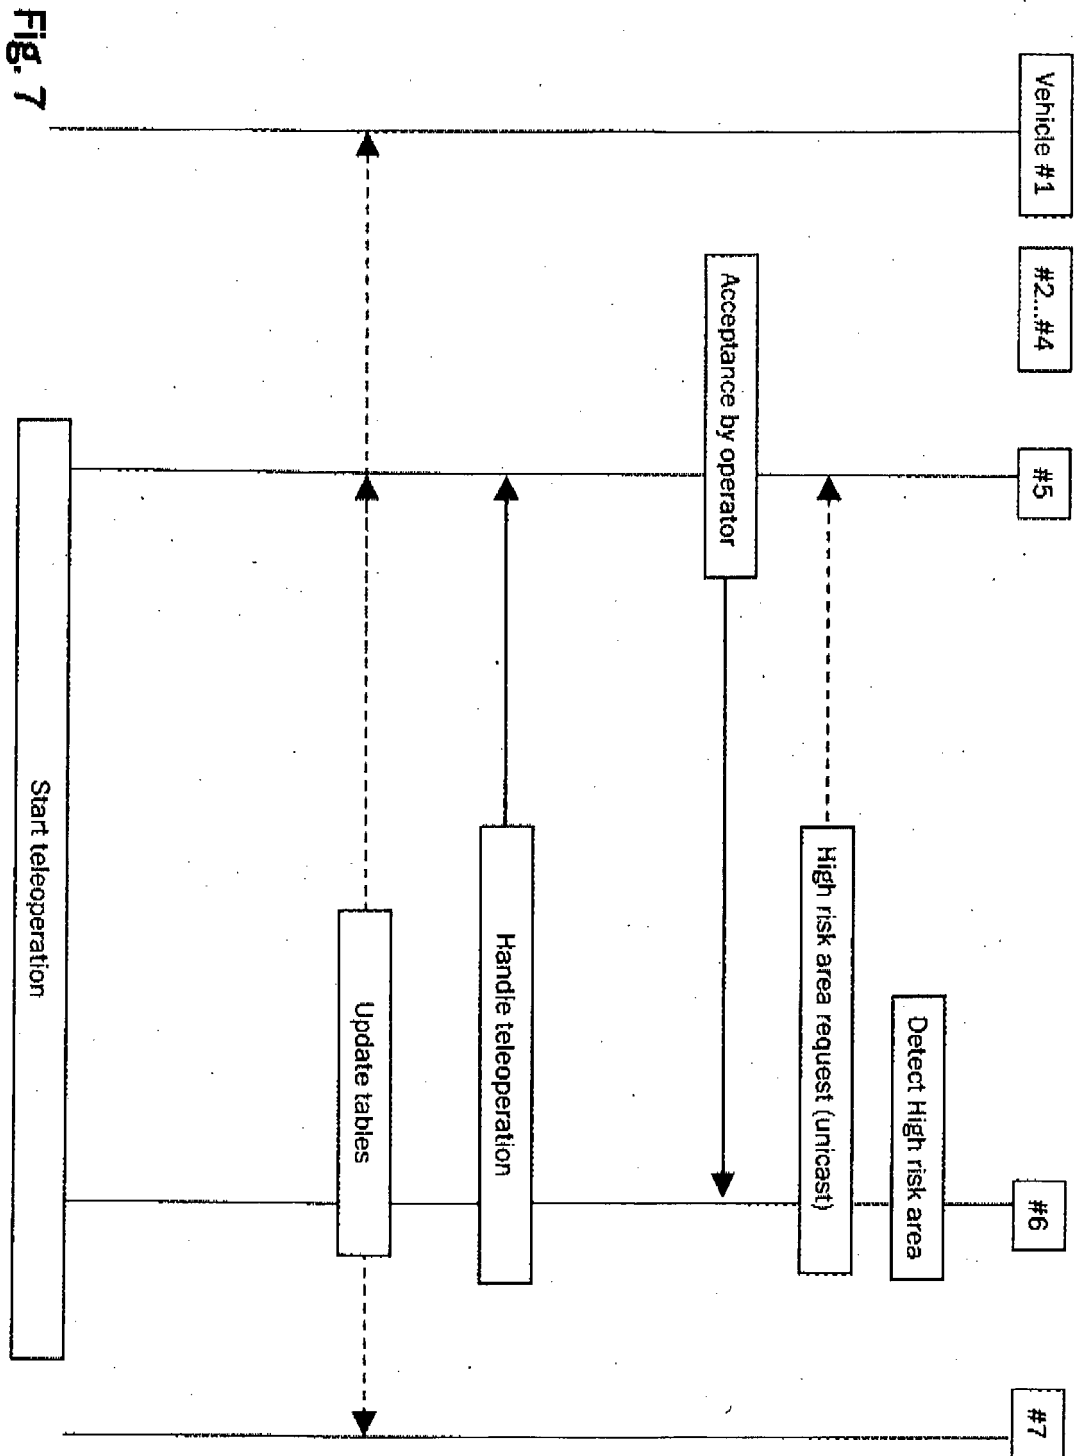 Vehicle #1
#2...#4
#5
#6
#7
Detect High risk area
High risk area request (unicast)
Acceptance by operator
Handle teleoperation
Update tables
Start teleoperation
Fig. 7